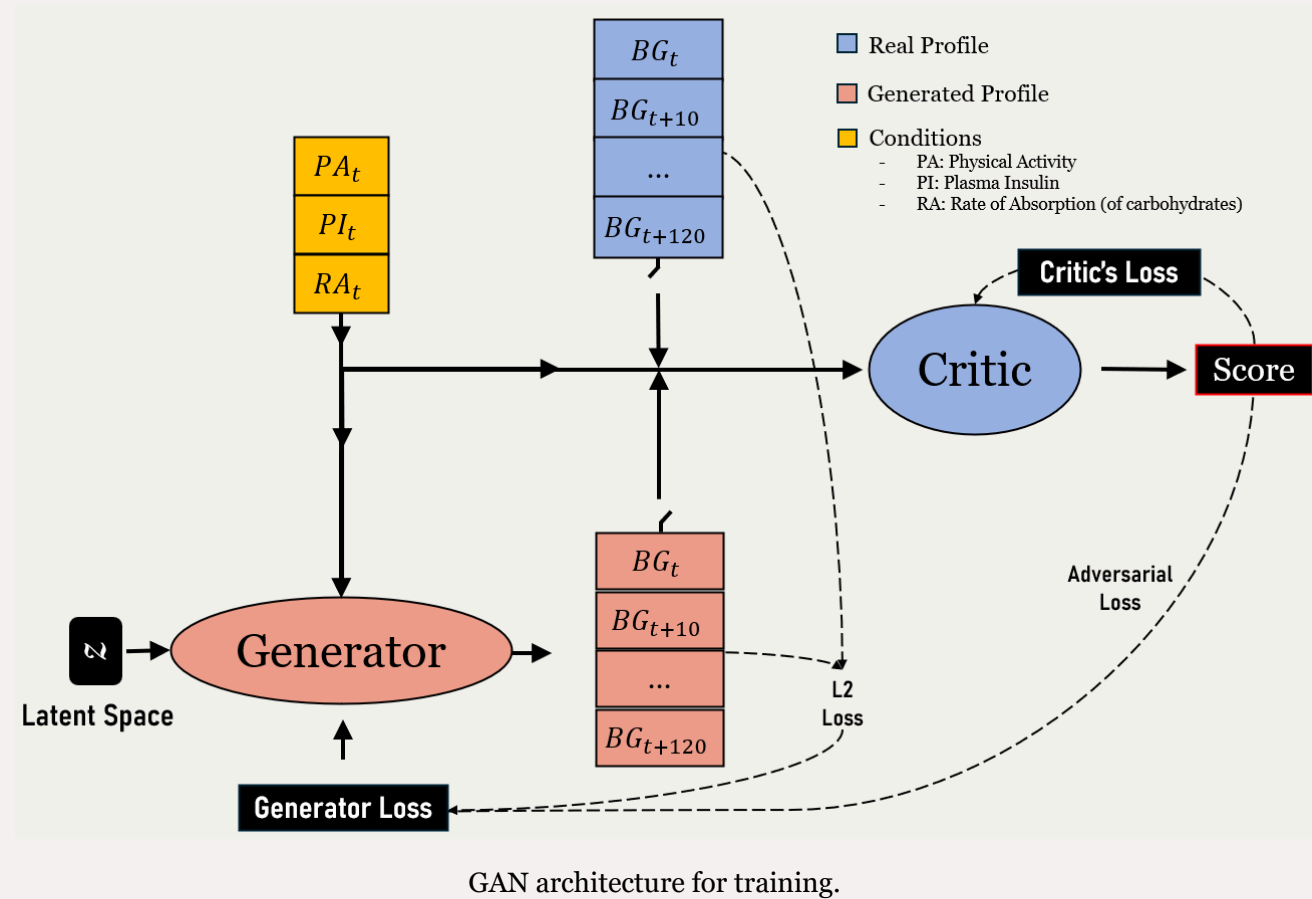 BG_t
BG_{t+10}
...
BG_{t+120}
Real Profile
Generated Profile
Conditions
- PA: Physical Activity
- PI: Plasma Insulin
- RA: Rate of Absorption (of carbohydrates)
PA_t
PI_t
RA_t
Critic's Loss
Critic
Score
BG_t
BG_{t+10}
...
BG_{t+120}
Adversarial
Loss
z
Generator
Latent Space
L2
Loss
Generator Loss
GAN architecture for training.